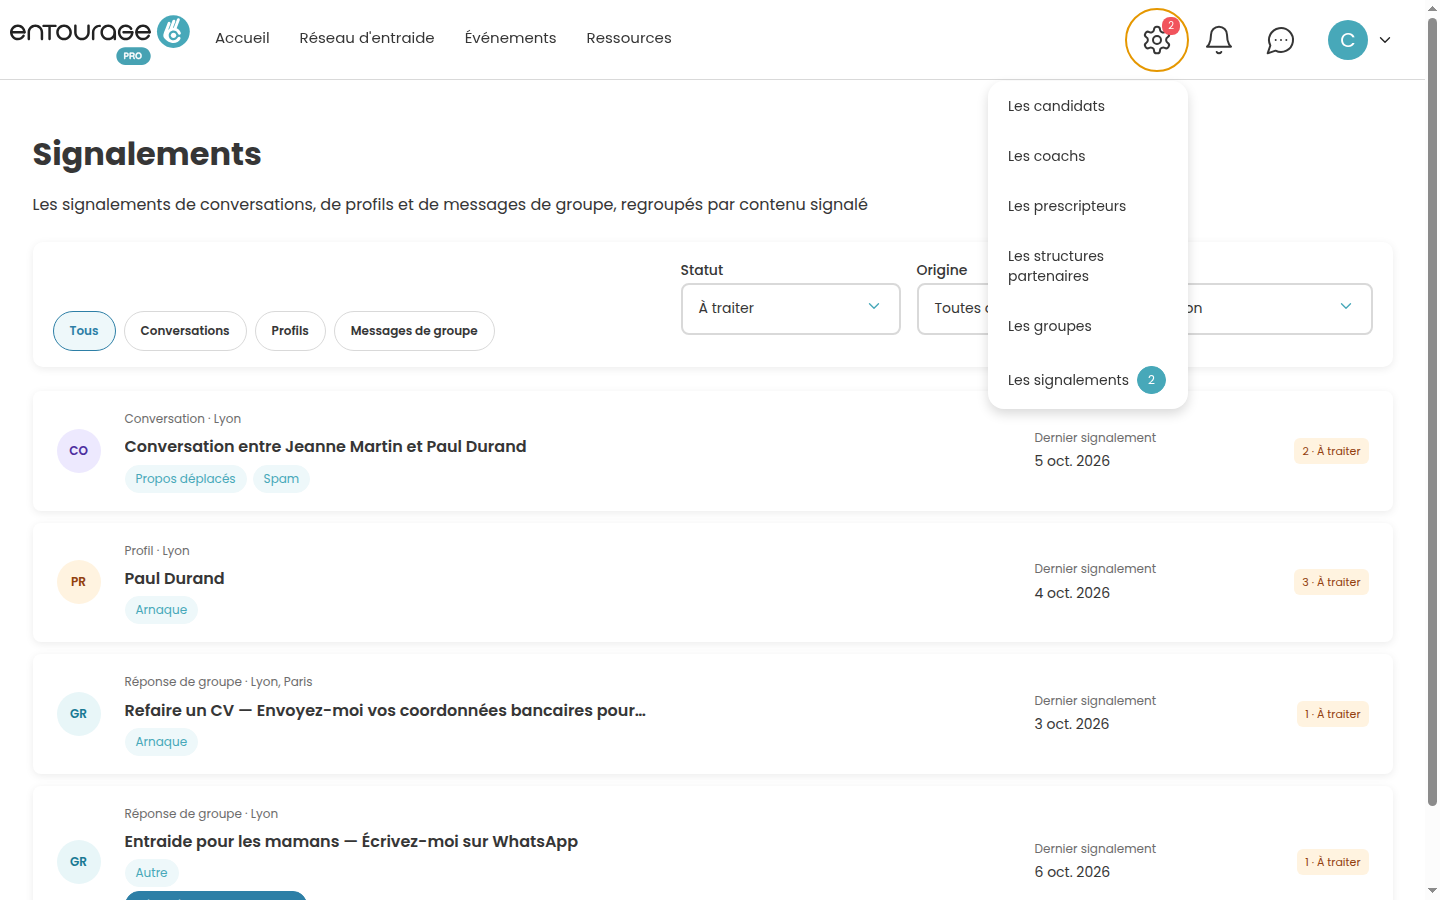 entourage
PRO
Accueil
Réseau d'entraide
Événements
Ressources
2
C
Les candidats
Les coachs
Les prescripteurs
Les structures
partenaires
Les groupes
Les signalements 2
Signalements
Les signalements de conversations, de profils et de messages de groupe, regroupés par contenu signalé
Tous
Conversations
Profils
Messages de groupe
Statut
À traiter
Origine
Toutes
on
CO
Conversation · Lyon
Conversation entre Jeanne Martin et Paul Durand
Propos déplacés
Spam
Dernier signalement
5 oct. 2026
2 · À traiter
PR
Profil · Lyon
Paul Durand
Arnaque
Dernier signalement
4 oct. 2026
3 · À traiter
GR
Réponse de groupe · Lyon, Paris
Refaire un CV — Envoyez-moi vos coordonnées bancaires pour…
Arnaque
Dernier signalement
3 oct. 2026
1 · À traiter
GR
Réponse de groupe · Lyon
Entraide pour les mamans — Écrivez-moi sur WhatsApp
Autre
Dernier signalement
6 oct. 2026
1 · À traiter